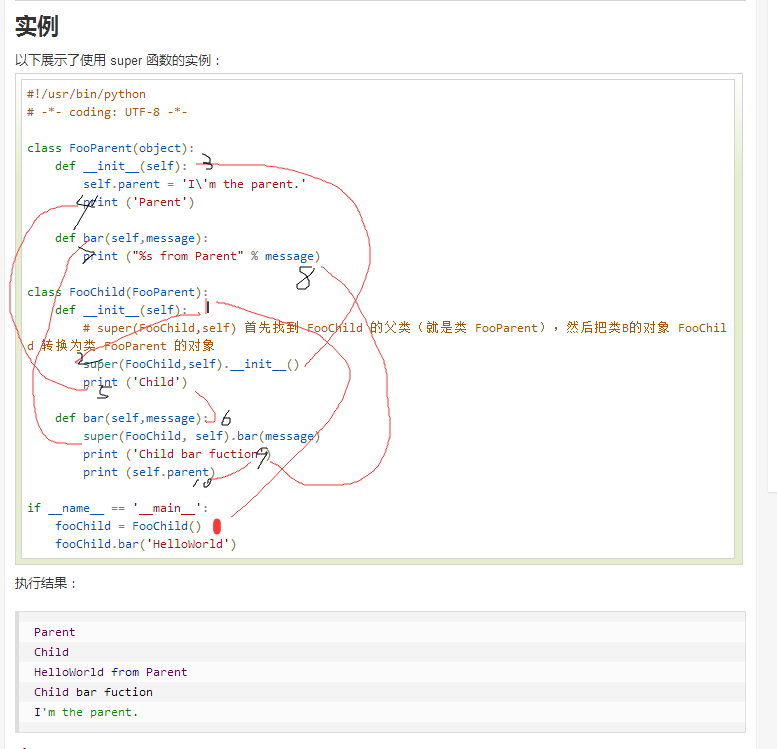 实例
以下展示了使用 super 函数的实例：
#!/usr/bin/python
# -*- coding: UTF-8 -*-
class FooParent(object):
def __init__(self): 3
self.parent = 'I\'m the parent.'
4 print ('Parent')
def bar(self,message):
7 print ("%s from Parent" % message)
8
class FooChild(FooParent):
def __init__(self): 1
# super(FooChild,self) 首先找到 FooChild 的父类（就是类 FooParent），然后把类B的对象 FooChil
d 转换为类 FooParent 的对象
2 super(FooChild,self).__init__()
print ('Child')
5
def bar(self,message): 6
super(FooChild, self).bar(message)
print ('Child bar fuction') 9
print (self.parent)
10
if __name__ == '__main__':
fooChild = FooChild()
fooChild.bar('HelloWorld')
执行结果：
Parent
Child
HelloWorld from Parent
Child bar fuction
I'm the parent.